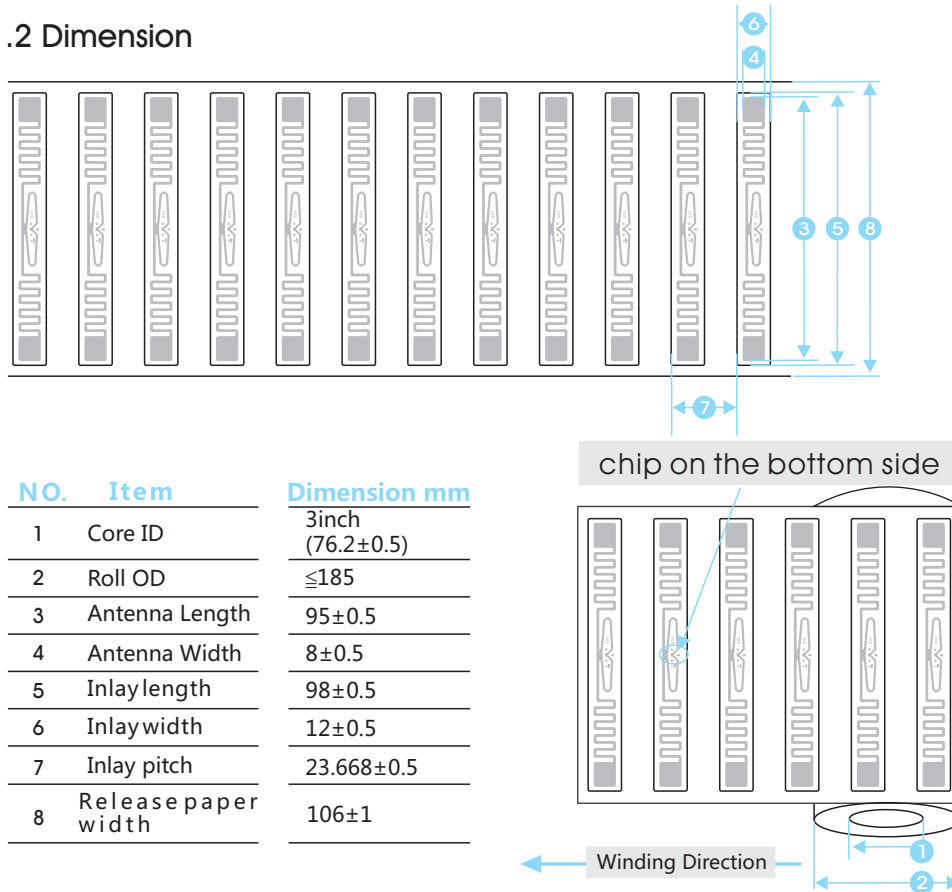 .2 Dimension
6
4
3 5 8
7
chip on the bottom side
NO. Item Dimension mm
1 Core ID 3inch
(76.2±0.5)
2 Roll OD ≦185
3 Antenna Length 95±0.5
4 Antenna Width 8±0.5
5 Inlay length 98±0.5
6 Inlay width 12±0.5
7 Inlay pitch 23.668±0.5
8 Release paper
width 106±1
1
Winding Direction
2